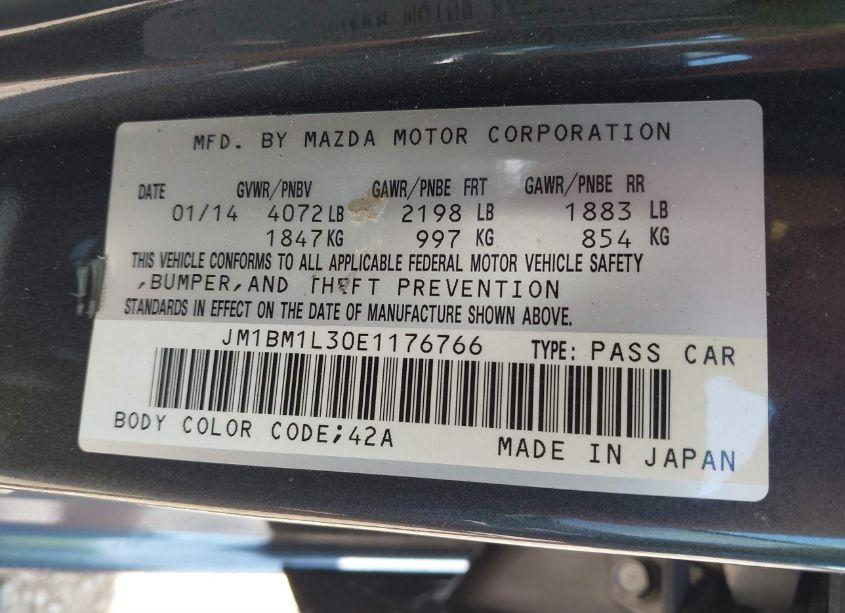 MFD. BY MAZDA MOTOR CORPORATION
DATE GVWR/PNBV GAWR/PNBE FRT GAWR/PNBE RR
01/14 4072 LB 2198 LB 1883 LB
1847 KG 997 KG 854 KG
THIS VEHICLE CONFORMS TO ALL APPLICABLE FEDERAL MOTOR VEHICLE SAFETY
,BUMPER,AND THEFT PREVENTION
STANDARDS IN EFFECT ON THE DATE OF MANUFACTURE SHOWN ABOVE.
JM1BM1L30E1176766 TYPE: PASS CAR
BODY COLOR CODE;42A MADE IN JAPAN